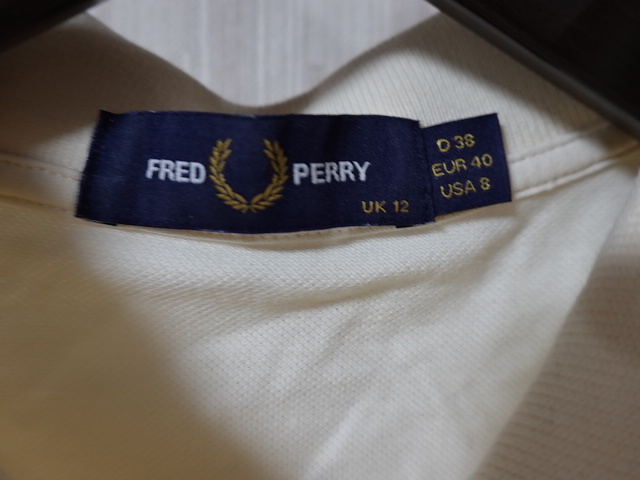 FRED PERRY
UK 12
D 38
EUR 40
USA 8